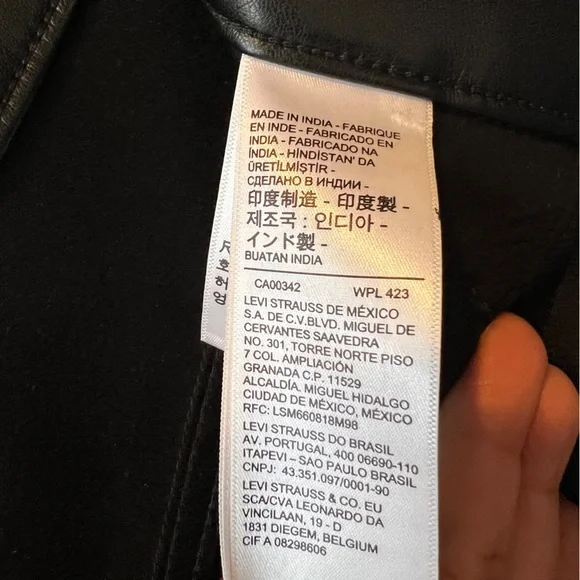 MADE IN INDIA - FABRIQUE
EN INDE - FABRICADO EN
INDIA - FABRICADO NA
ÍNDIA - HİNDİSTAN' DA
ÜRETİLMİŞTİR -
СДЕЛАНО В ИНДИИ -
印度制造 - 印度製 -
제조국 : 인디아 -
インド製 -
BUATAN INDIA
CA00342 WPL 423
LEVI STRAUSS DE MÉXICO
S.A. DE C.V.BLVD. MIGUEL DE
CERVANTES SAAVEDRA
NO. 301, TORRE NORTE PISO
7 COL. AMPLIACIÓN
GRANADA C.P. 11529
ALCALDÍA. MIGUEL HIDALGO
CIUDAD DE MÉXICO, MÉXICO
RFC: LSM660818M98
LEVI STRAUSS DO BRASIL
AV. PORTUGAL, 400 06690-110
ITAPEVI – SAO PAULO BRASIL
CNPJ: 43.351.097/0001-90
LEVI STRAUSS & CO. EU
SCA/CVA LEONARDO DA
VINCILAAN, 19 - D
1831 DIEGEM, BELGIUM
CIF A 08298606
호
허
엄